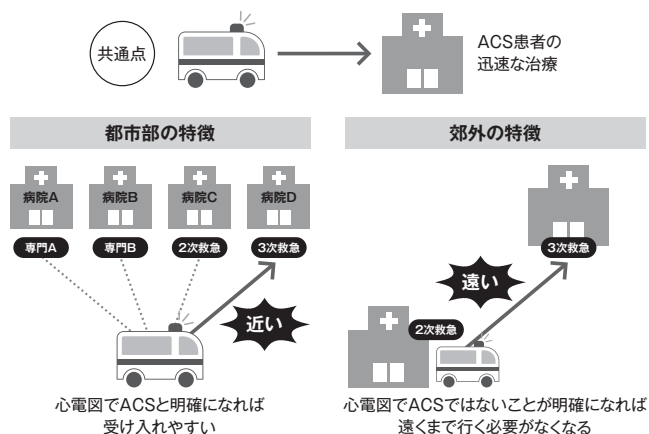 共通点
ACS患者の
迅速な治療
都市部の特徴
病院A
病院B
病院C
病院D
専門A
専門B
2次救急
3次救急
近い
心電図でACSと明確になれば
受け入れやすい
郊外の特徴
3次救急
遠い
2次救急
心電図でACSではないことが明確になれば
遠くまで行く必要がなくなる